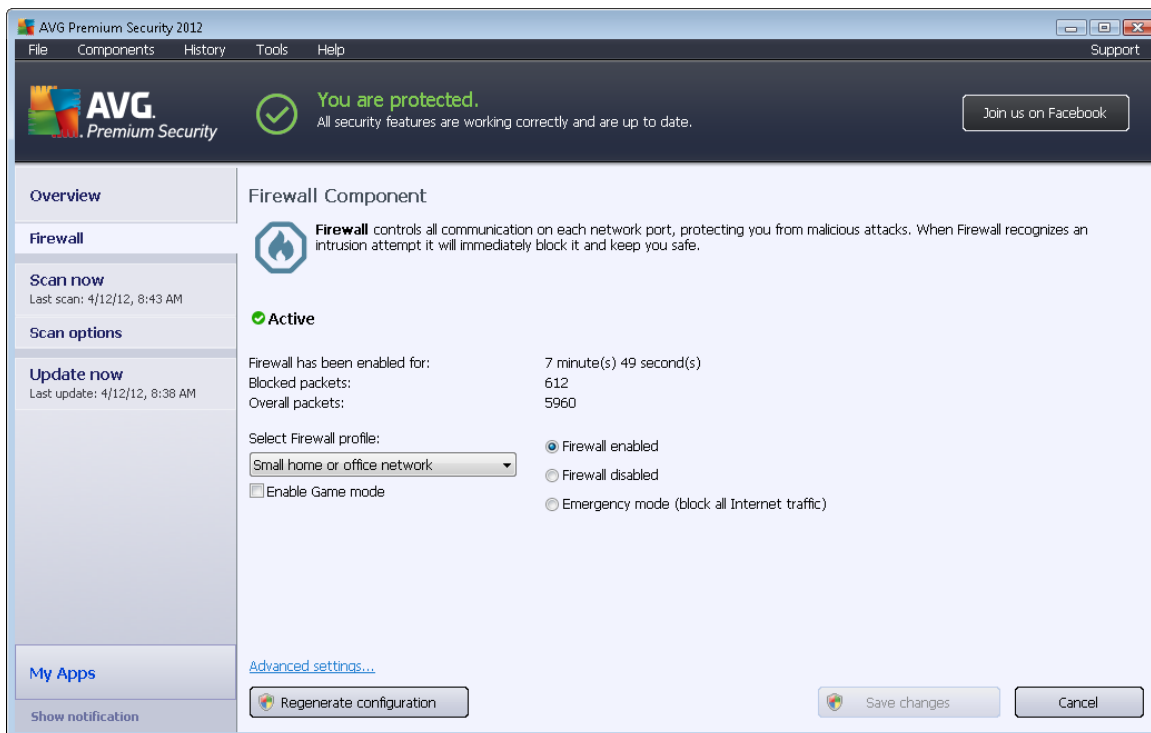 AVG Premium Security 2012
File Components History Tools Help Support
AVG.
Premium Security
You are protected.
All security features are working correctly and are up to date.
Join us on Facebook
Overview
Firewall
Scan now
Last scan: 4/12/12, 8:43 AM
Scan options
Update now
Last update: 4/12/12, 8:38 AM
My Apps
Show notification
Firewall Component
Firewall controls all communication on each network port, protecting you from malicious attacks. When Firewall recognizes an
intrusion attempt it will immediately block it and keep you safe.
Active
Firewall has been enabled for: 7 minute(s) 49 second(s)
Blocked packets: 612
Overall packets: 5960
Select Firewall profile:
Small home or office network
Enable Game mode
Firewall enabled
Firewall disabled
Emergency mode (block all Internet traffic)
Advanced settings...
Regenerate configuration
Save changes
Cancel